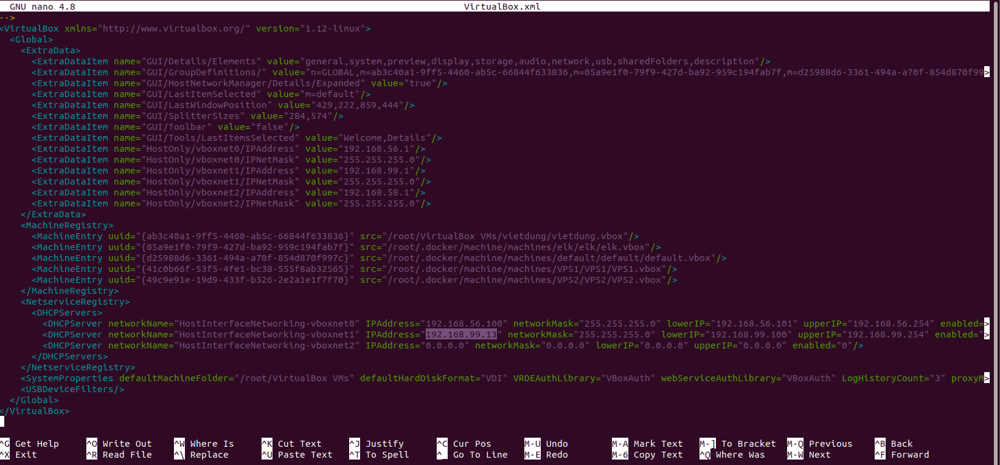 GNU nano 4.8 VirtualBox.xml
-->
<VirtualBox xmlns="http://www.virtualbox.org/" version="1.12-linux">
  <Global>
    <ExtraData>
      <ExtraDataItem name="GUI/Details/Elements" value="general,system,preview,display,storage,audio,network,usb,sharedFolders,description"/>
      <ExtraDataItem name="GUI/GroupDefinitions/" value="n=GLOBAL,m=ab3c40a1-9ff5-4460-ab5c-66844f633836,m=05a9e1f0-79f9-427d-ba92-959c194fab7f,m=d25988d6-3361-494a-a70f-854d870f99>
      <ExtraDataItem name="GUI/HostNetworkManager/Details/Expanded" value="true"/>
      <ExtraDataItem name="GUI/LastItemSelected" value="m=default"/>
      <ExtraDataItem name="GUI/LastWindowPosition" value="429,222,859,444"/>
      <ExtraDataItem name="GUI/SplitterSizes" value="284,574"/>
      <ExtraDataItem name="GUI/Toolbar" value="false"/>
      <ExtraDataItem name="GUI/Tools/LastItemsSelected" value="Welcome,Details"/>
      <ExtraDataItem name="HostOnly/vboxnet0/IPAddress" value="192.168.56.1"/>
      <ExtraDataItem name="HostOnly/vboxnet0/IPNetMask" value="255.255.255.0"/>
      <ExtraDataItem name="HostOnly/vboxnet1/IPAddress" value="192.168.99.1"/>
      <ExtraDataItem name="HostOnly/vboxnet1/IPNetMask" value="255.255.255.0"/>
      <ExtraDataItem name="HostOnly/vboxnet2/IPAddress" value="192.168.58.1"/>
      <ExtraDataItem name="HostOnly/vboxnet2/IPNetMask" value="255.255.255.0"/>
    </ExtraData>
    <MachineRegistry>
      <MachineEntry uuid="{ab3c40a1-9ff5-4460-ab5c-66844f633836}" src="/root/VirtualBox VMs/vietdung/vietdung.vbox"/>
      <MachineEntry uuid="{05a9e1f0-79f9-427d-ba92-959c194fab7f}" src="/root/.docker/machine/machines/elk/elk/elk.vbox"/>
      <MachineEntry uuid="{d25988d6-3361-494a-a70f-854d870f997c}" src="/root/.docker/machine/machines/default/default/default.vbox"/>
      <MachineEntry uuid="{41c0b66f-53f5-4fe1-bc38-555f8ab32565}" src="/root/.docker/machine/machines/VPS1/VPS1/VPS1.vbox"/>
      <MachineEntry uuid="{49c9e91e-19d9-433f-b326-2e2a1e1f7f70}" src="/root/.docker/machine/machines/VPS2/VPS2/VPS2.vbox"/>
    </MachineRegistry>
    <NetserviceRegistry>
      <DHCPServers>
        <DHCPServer networkName="HostInterfaceNetworking-vboxnet0" IPAddress="192.168.56.100" networkMask="255.255.255.0" lowerIP="192.168.56.101" upperIP="192.168.56.254" enabled=>
        <DHCPServer networkName="HostInterfaceNetworking-vboxnet1" IPAddress="192.168.99.13" networkMask="255.255.255.0" lowerIP="192.168.99.100" upperIP="192.168.99.254" enabled=">
        <DHCPServer networkName="HostInterfaceNetworking-vboxnet2" IPAddress="0.0.0.0" networkMask="0.0.0.0" lowerIP="0.0.0.0" upperIP="0.0.0.0" enabled="0"/>
      </DHCPServers>
    </NetserviceRegistry>
    <SystemProperties defaultMachineFolder="/root/VirtualBox VMs" defaultHardDiskFormat="VDI" VRDEAuthLibrary="VBoxAuth" webServiceAuthLibrary="VBoxAuth" LogHistoryCount="3" proxyM>
    <USBDeviceFilters/>
  </Global>
</VirtualBox>
^G Get Help ^O Write Out ^W Where Is ^K Cut Text ^J Justify ^C Cur Pos M-U Undo M-A Mark Text M-] To Bracket M-Q Previous ^B Back
^X Exit ^R Read File ^\ Replace ^U Paste Text ^T To Spell ^_ Go To Line M-E Redo M-6 Copy Text ^Q Where Was M-W Next ^F Forward